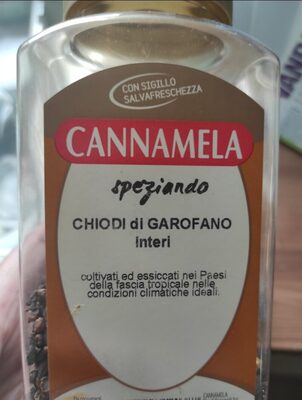 CON SIGILLO
SALVAFRESCHEZZA
CANNAMELA
speziando
CHIODI di GAROFANO
Interi
coltivati ed essiccati nei Paesi
della fascia tropicale nelle
condizioni climatiche ideali.
CANNAMELA